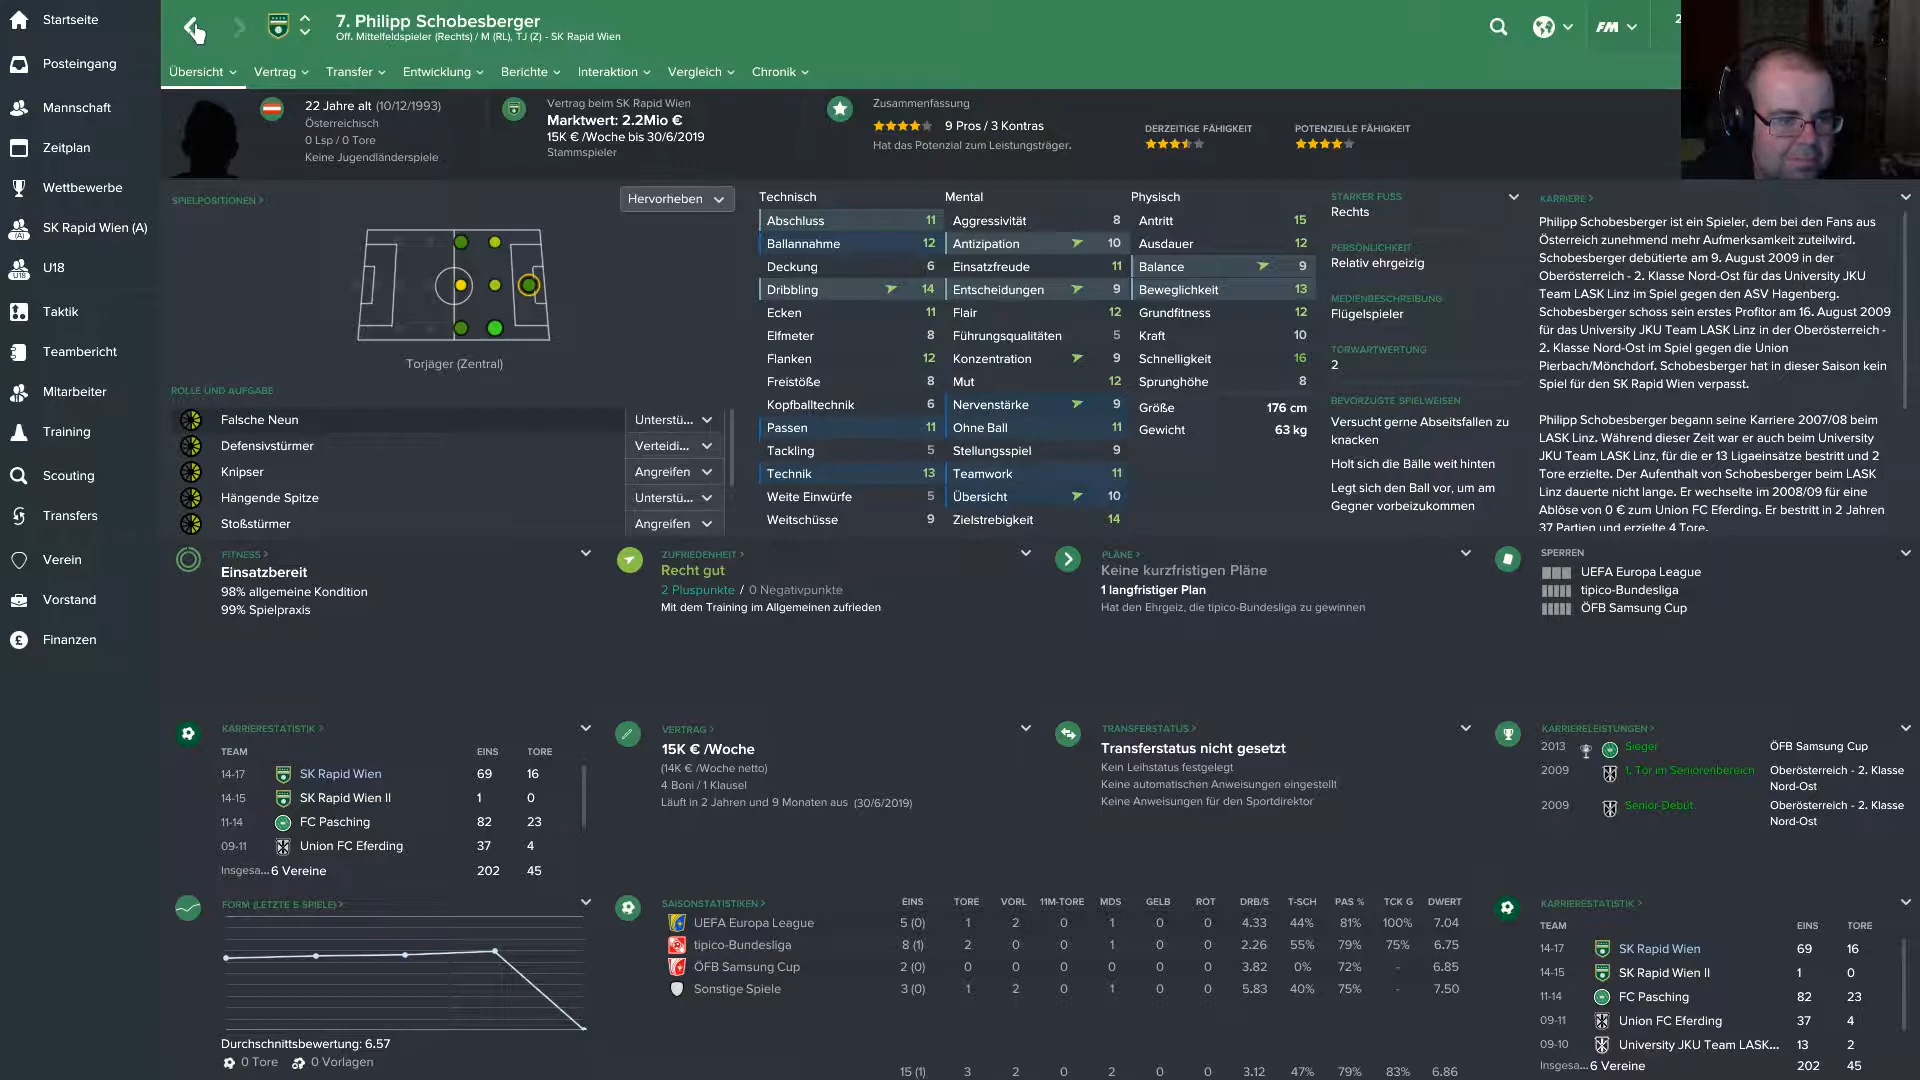 Startseite
Posteingang
Mannschaft
Zeitplan
Wettbewerbe
SK Rapid Wien (A)
U18
Taktik
Teambericht
Mitarbeiter
Training
Scouting
Transfers
Verein
Vorstand
Finanzen
7. Philipp Schobesberger
Off. Mittelfeldspieler (Rechts) / M (RL), TJ (Z) - SK Rapid Wien
FM
2
Übersicht Vertrag Transfer Entwicklung Berichte Interaktion Vergleich Chronik
22 Jahre alt (10/12/1993)
Österreichisch
0 Lsp / 0 Tore
Keine Jugendländerspiele
Vertrag beim SK Rapid Wien
Marktwert: 2.2Mio €
15K € /Woche bis 30/6/2019
Stammspieler
Zusammenfassung
9 Pros / 3 Kontras
Hat das Potenzial zum Leistungsträger.
DERZEITIGE FÄHIGKEIT
POTENZIELLE FÄHIGKEIT
SPIELPOSITIONEN >
Hervorheben
Torjäger (Zentral)
ROLLE UND AUFGABE
Falsche Neun Unterstü...
Defensivstürmer Verteidi...
Knipser Angreifen
Hängende Spitze Unterstü...
Stoßstürmer Angreifen
Technisch
Abschluss 11
Ballannahme 12
Deckung 6
Dribbling 14
Ecken 11
Elfmeter 8
Flanken 12
Freistöße 8
Kopfballtechnik 6
Passen 11
Tackling 5
Technik 13
Weite Einwürfe 5
Weitschüsse 9
Mental
Aggressivität 8
Antizipation 10
Einsatzfreude 11
Entscheidungen 9
Flair 12
Führungsqualitäten 5
Konzentration 9
Mut 12
Nervenstärke 9
Ohne Ball 11
Stellungsspiel 9
Teamwork 11
Übersicht 10
Zielstrebigkeit 14
Physisch
Antritt 15
Ausdauer 12
Balance 9
Beweglichkeit 13
Grundfitness 12
Kraft 10
Schnelligkeit 16
Sprunghöhe 8
Größe 176 cm
Gewicht 63 kg
STARKER FUSS
Rechts
PERSÖNLICHKEIT
Relativ ehrgeizig
MEDIENBESCHREIBUNG
Flügelspieler
TORWARTWERTUNG
2
BEVORZUGTE SPIELWEISEN
Versucht gerne Abseitsfallen zu
knacken
Holt sich die Bälle weit hinten
Legt sich den Ball vor, um am
Gegner vorbeizukommen
KARRIERE >
Philipp Schobesberger ist ein Spieler, dem bei den Fans aus
Österreich zunehmend mehr Aufmerksamkeit zuteilwird.
Schobesberger debütierte am 9. August 2009 in der
Oberösterreich - 2. Klasse Nord-Ost für das University JKU
Team LASK Linz im Spiel gegen den ASV Hagenberg.
Schobesberger schoss sein erstes Profitor am 16. August 2009
für das University JKU Team LASK Linz in der Oberösterreich -
2. Klasse Nord-Ost im Spiel gegen die Union
Pierbach/Mönchdorf. Schobesberger hat in dieser Saison kein
Spiel für den SK Rapid Wien verpasst.
Philipp Schobesberger begann seine Karriere 2007/08 beim
LASK Linz. Während dieser Zeit war er auch beim University
JKU Team LASK Linz, für die er 13 Ligaeinsätze bestritt und 2
Tore erzielte. Der Aufenthalt von Schobesberger beim LASK
Linz dauerte nicht lange. Er wechselte im 2008/09 für eine
Ablöse von 0 € zum Union FC Eferding. Er bestritt in 2 Jahren
37 Partien und erzielte 4 Tore.
FITNESS >
Einsatzbereit
98% allgemeine Kondition
99% Spielpraxis
ZUFRIEDENHEIT >
Recht gut
2 Pluspunkte / 0 Negativpunkte
Mit dem Training im Allgemeinen zufrieden
PLÄNE >
Keine kurzfristigen Pläne
1 langfristiger Plan
Hat den Ehrgeiz, die tipico-Bundesliga zu gewinnen
SPERREN
UEFA Europa League
tipico-Bundesliga
ÖFB Samsung Cup
KARRIERESTATISTIK >
TEAM EINS TORE
14-17 SK Rapid Wien 69 16
14-15 SK Rapid Wien II 1 0
11-14 FC Pasching 82 23
09-11 Union FC Eferding 37 4
Insgesa... 6 Vereine 202 45
VERTRAG >
15K € /Woche
(14K € /Woche netto)
4 Boni / 1 Klausel
Läuft in 2 Jahren und 9 Monaten aus (30/6/2019)
TRANSFERSTATUS >
Transferstatus nicht gesetzt
Kein Leihstatus festgelegt
Keine automatischen Anweisungen eingestellt
Keine Anweisungen für den Sportdirektor
KARRIERELEISTUNGEN >
2013 Sieger ÖFB Samsung Cup
2009 1. Tor im Seniorenbereich Oberösterreich - 2. Klasse
Nord-Ost
2009 Senior-Debüt Oberösterreich - 2. Klasse
Nord-Ost
FORM (LETZTE 5 SPIELE) >
Durchschnittsbewertung: 6.57
0 Tore 0 Vorlagen
SAISONSTATISTIKEN > EINS TORE VORL 11M-TORE MDS GELB ROT DRB/S T-SCH PAS % TCK G DWERT
UEFA Europa League 5 (0) 1 2 0 1 0 0 4.33 44% 81% 100% 7.04
tipico-Bundesliga 8 (1) 2 0 0 1 0 0 2.26 55% 79% 75% 6.75
ÖFB Samsung Cup 2 (0) 0 0 0 0 0 0 3.82 0% 72% - 6.85
Sonstige Spiele 3 (0) 1 2 0 1 0 0 5.83 40% 75% - 7.50
15 (1) 3 2 0 2 0 0 3.12 47% 79% 83% 6.86
KARRIERESTATISTIK >
TEAM EINS TORE
14-17 SK Rapid Wien 69 16
14-15 SK Rapid Wien II 1 0
11-14 FC Pasching 82 23
09-11 Union FC Eferding 37 4
09-10 University JKU Team LASK... 13 2
Insgesa... 6 Vereine 202 45